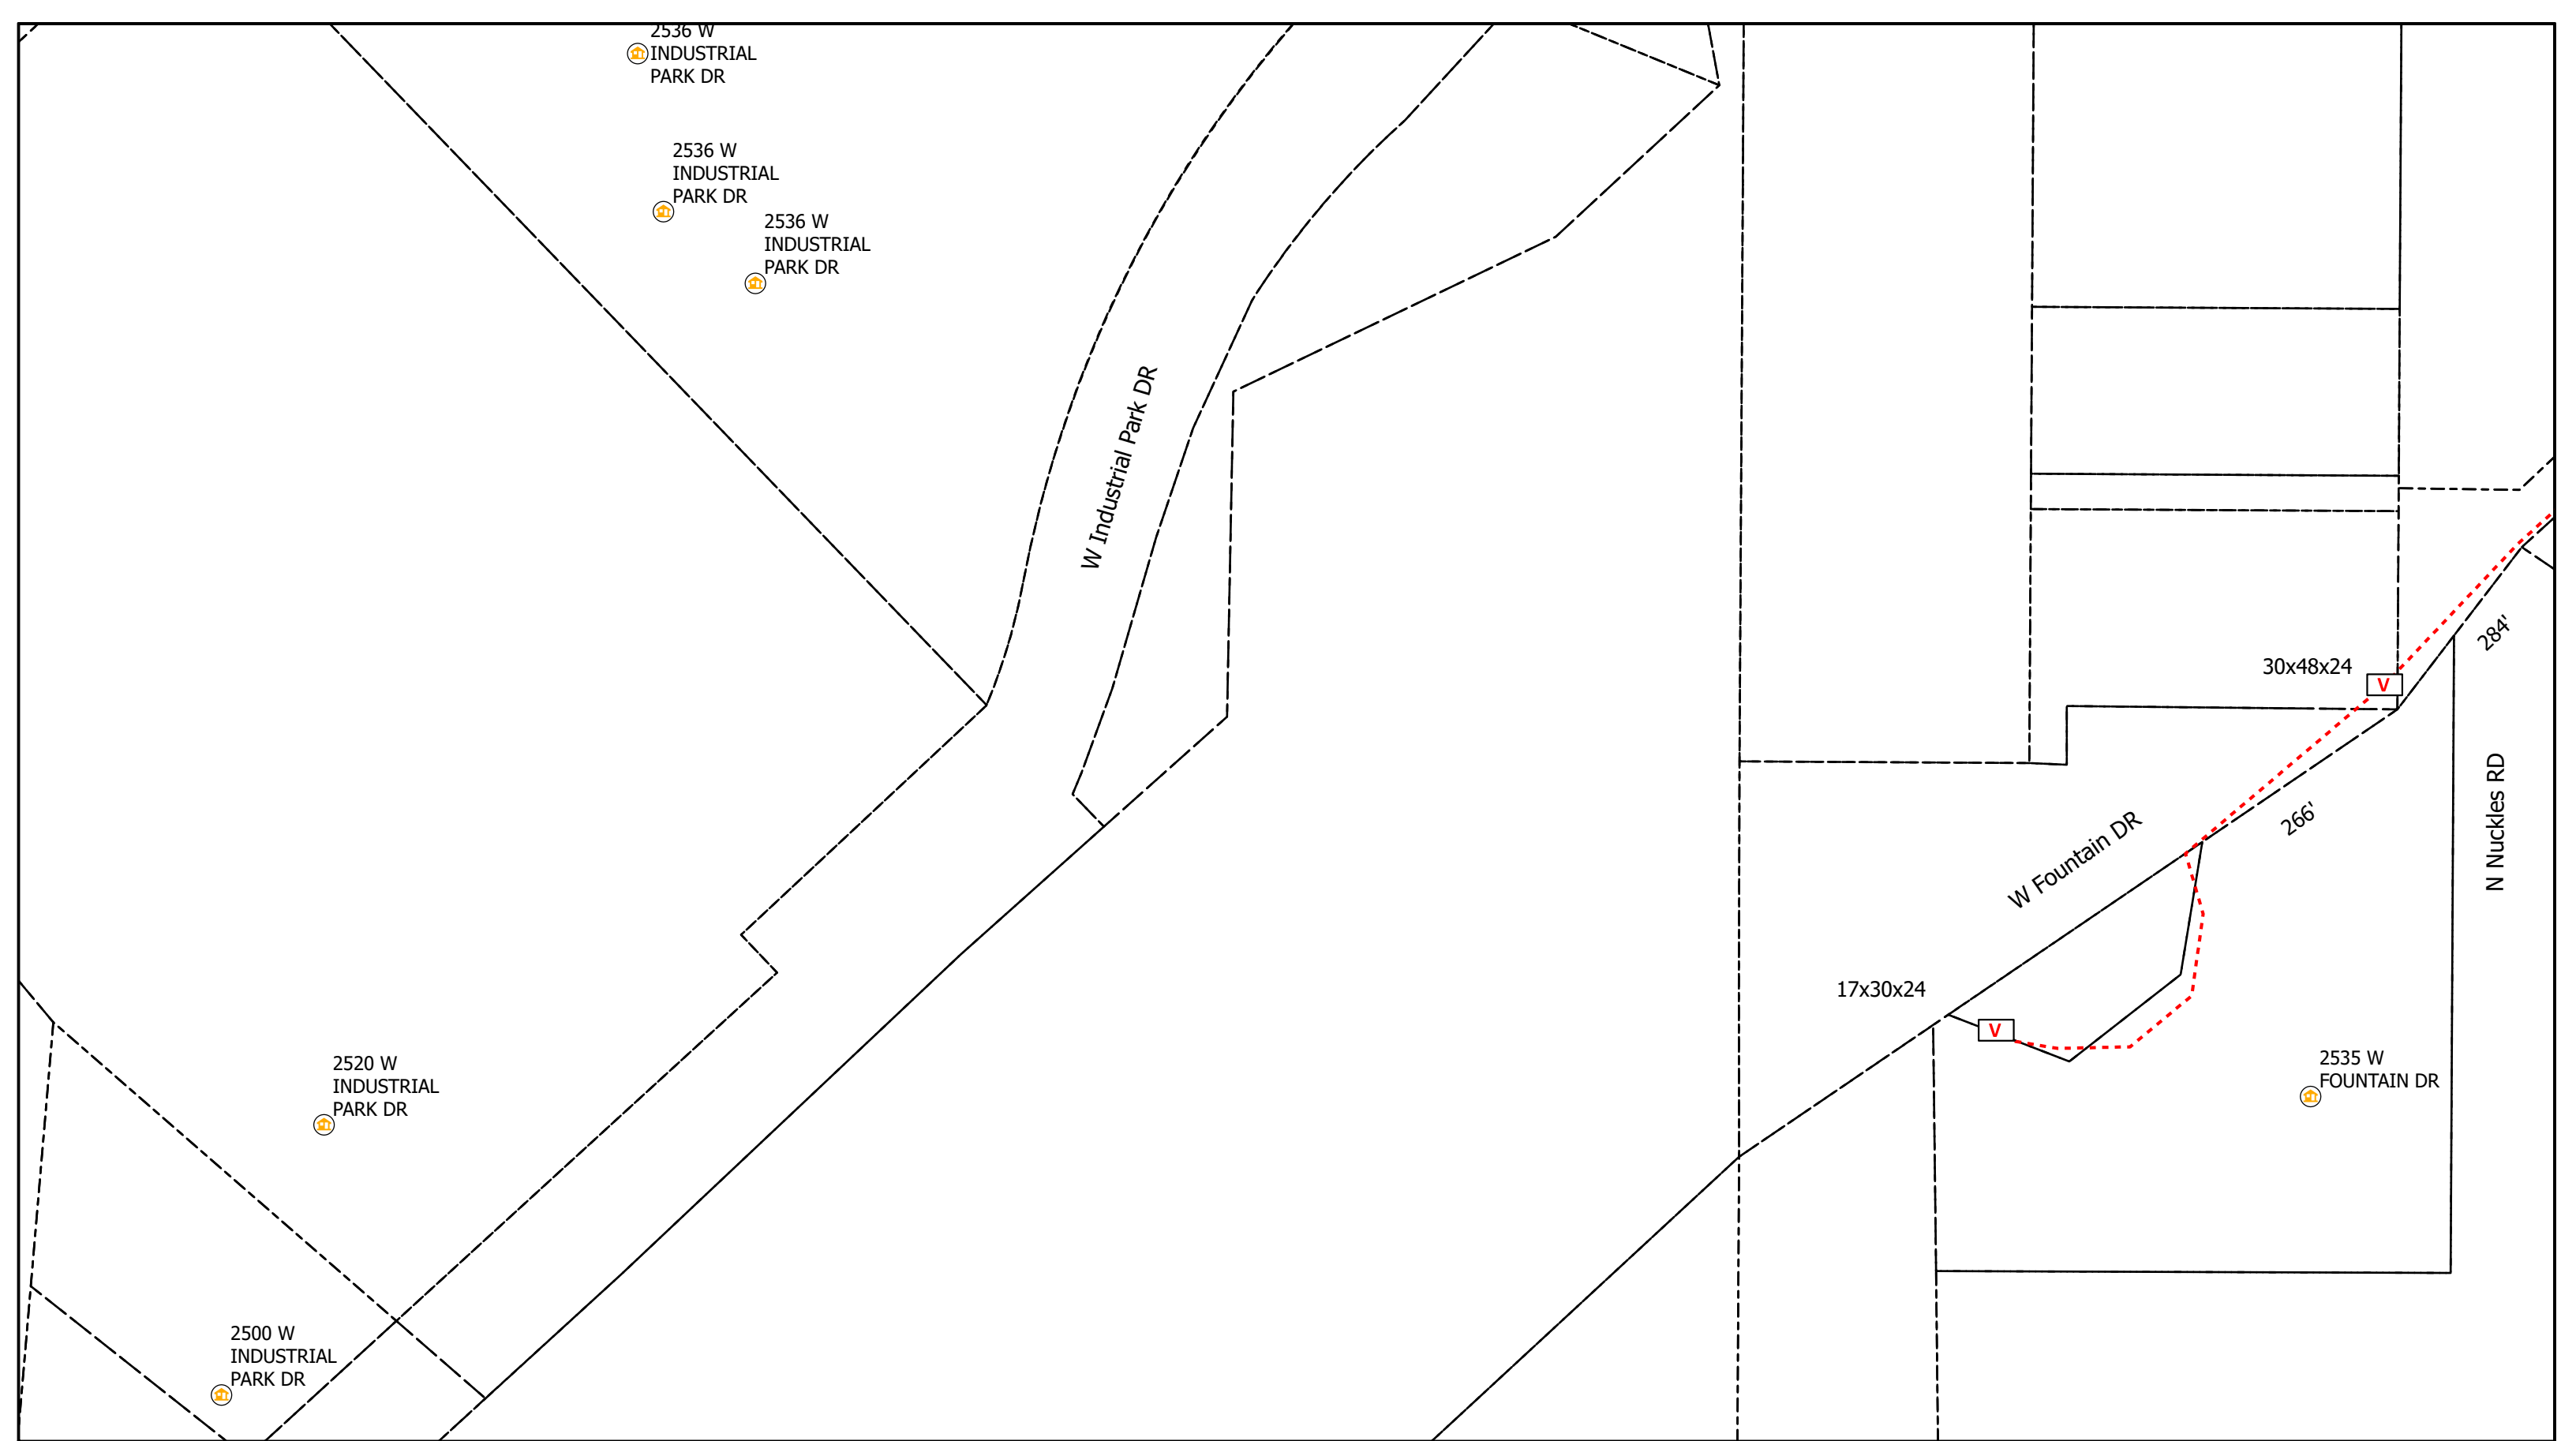 2536 W
INDUSTRIAL
PARK DR
2536 W
INDUSTRIAL
PARK DR
2536 W
INDUSTRIAL
PARK DR
W Industrial Park DR
284'
30x48x24
V
N Nuckles RD
266'
W Fountain DR
17x30x24
V
2535 W
FOUNTAIN DR
2520 W
INDUSTRIAL
PARK DR
2500 W
INDUSTRIAL
PARK DR